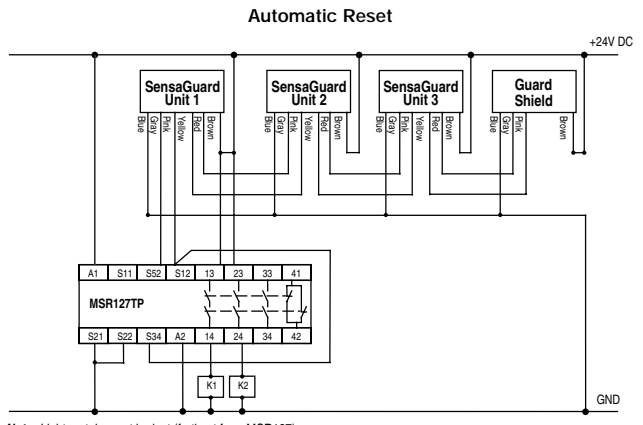 Automatic Reset
+24V DC
SensaGuard
Unit 1
SensaGuard
Unit 2
SensaGuard
Unit 3
Guard
Shield
Blue
Gray
Pink
Yellow
Red
Brown
Blue
Gray
Pink
Yellow
Red
Brown
Blue
Gray
Pink
Yellow
Red
Brown
Blue
Gray
Pink
Brown
A1 S11 S52 S12 13 23 33 41
MSR127TP
S21 S22 S34 A2 14 24 34 42
K1 K2
GND